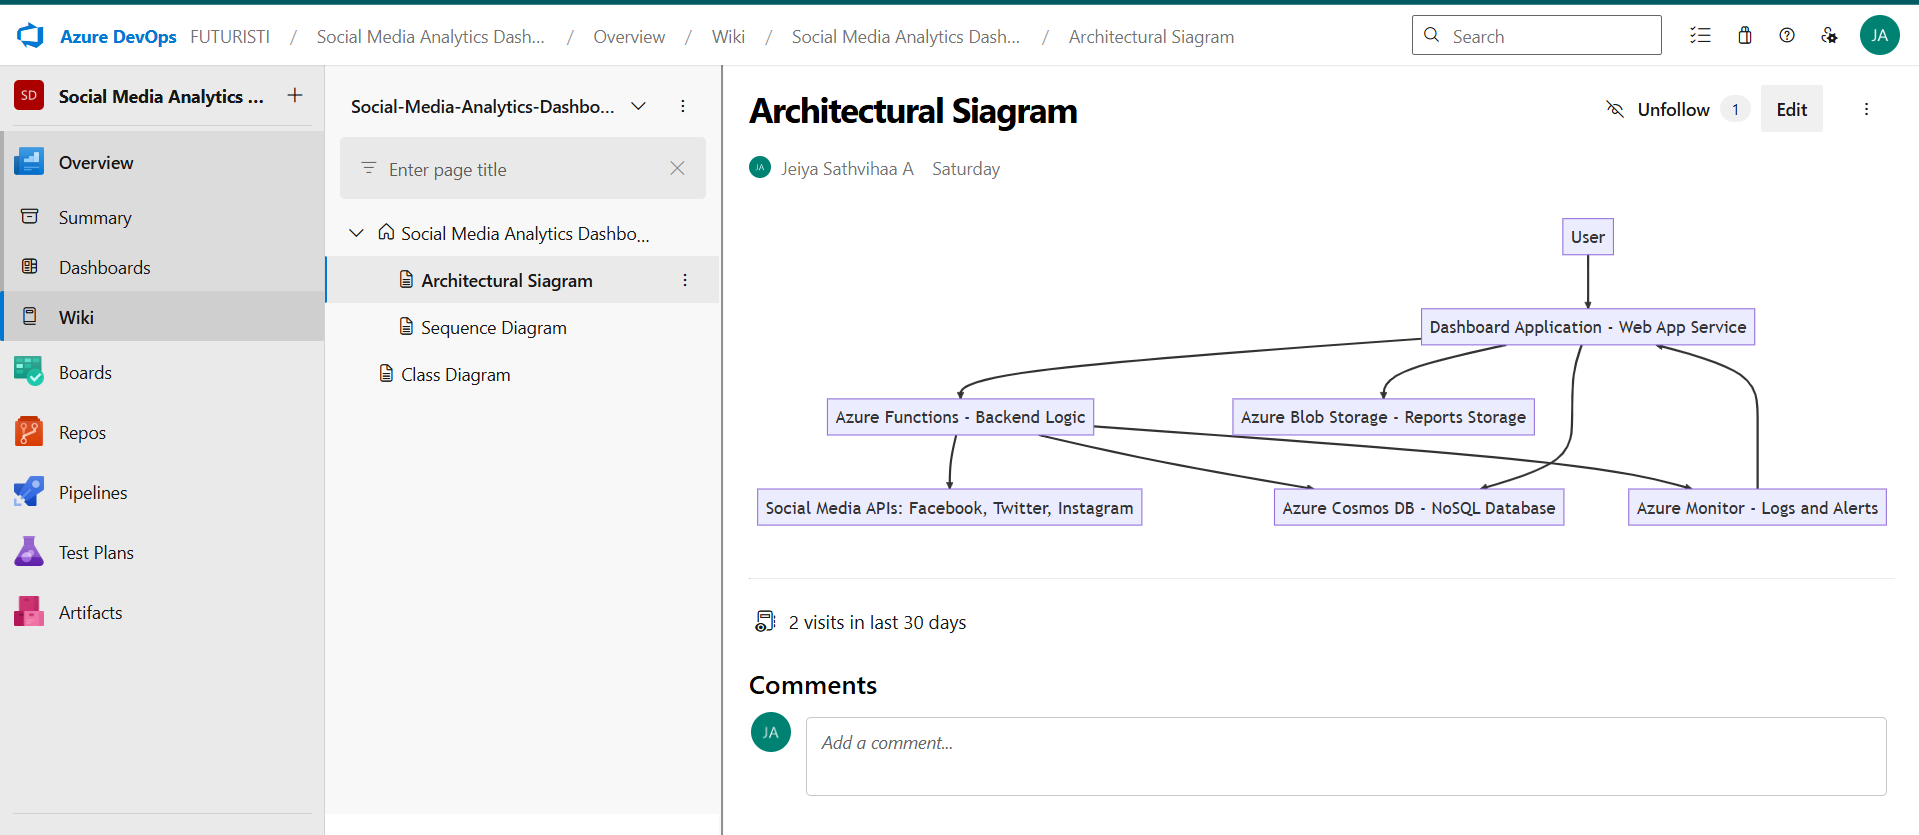 Azure DevOps FUTURISTI / Social Media Analytics Dash... / Overview / Wiki / Social Media Analytics Dash... / Architectural Siagram
Search
JA
SD Social Media Analytics ... +
Overview
Summary
Dashboards
Wiki
Boards
Repos
Pipelines
Test Plans
Artifacts
Social-Media-Analytics-Dashbo...
Enter page title
Social Media Analytics Dashbo...
Architectural Siagram
Sequence Diagram
Class Diagram
Architectural Siagram
Unfollow 1 Edit
JA Jeiya Sathvihaa A Saturday
User
Dashboard Application - Web App Service
Azure Functions - Backend Logic
Azure Blob Storage - Reports Storage
Social Media APIs: Facebook, Twitter, Instagram
Azure Cosmos DB - NoSQL Database
Azure Monitor - Logs and Alerts
2 visits in last 30 days
Comments
JA
Add a comment...